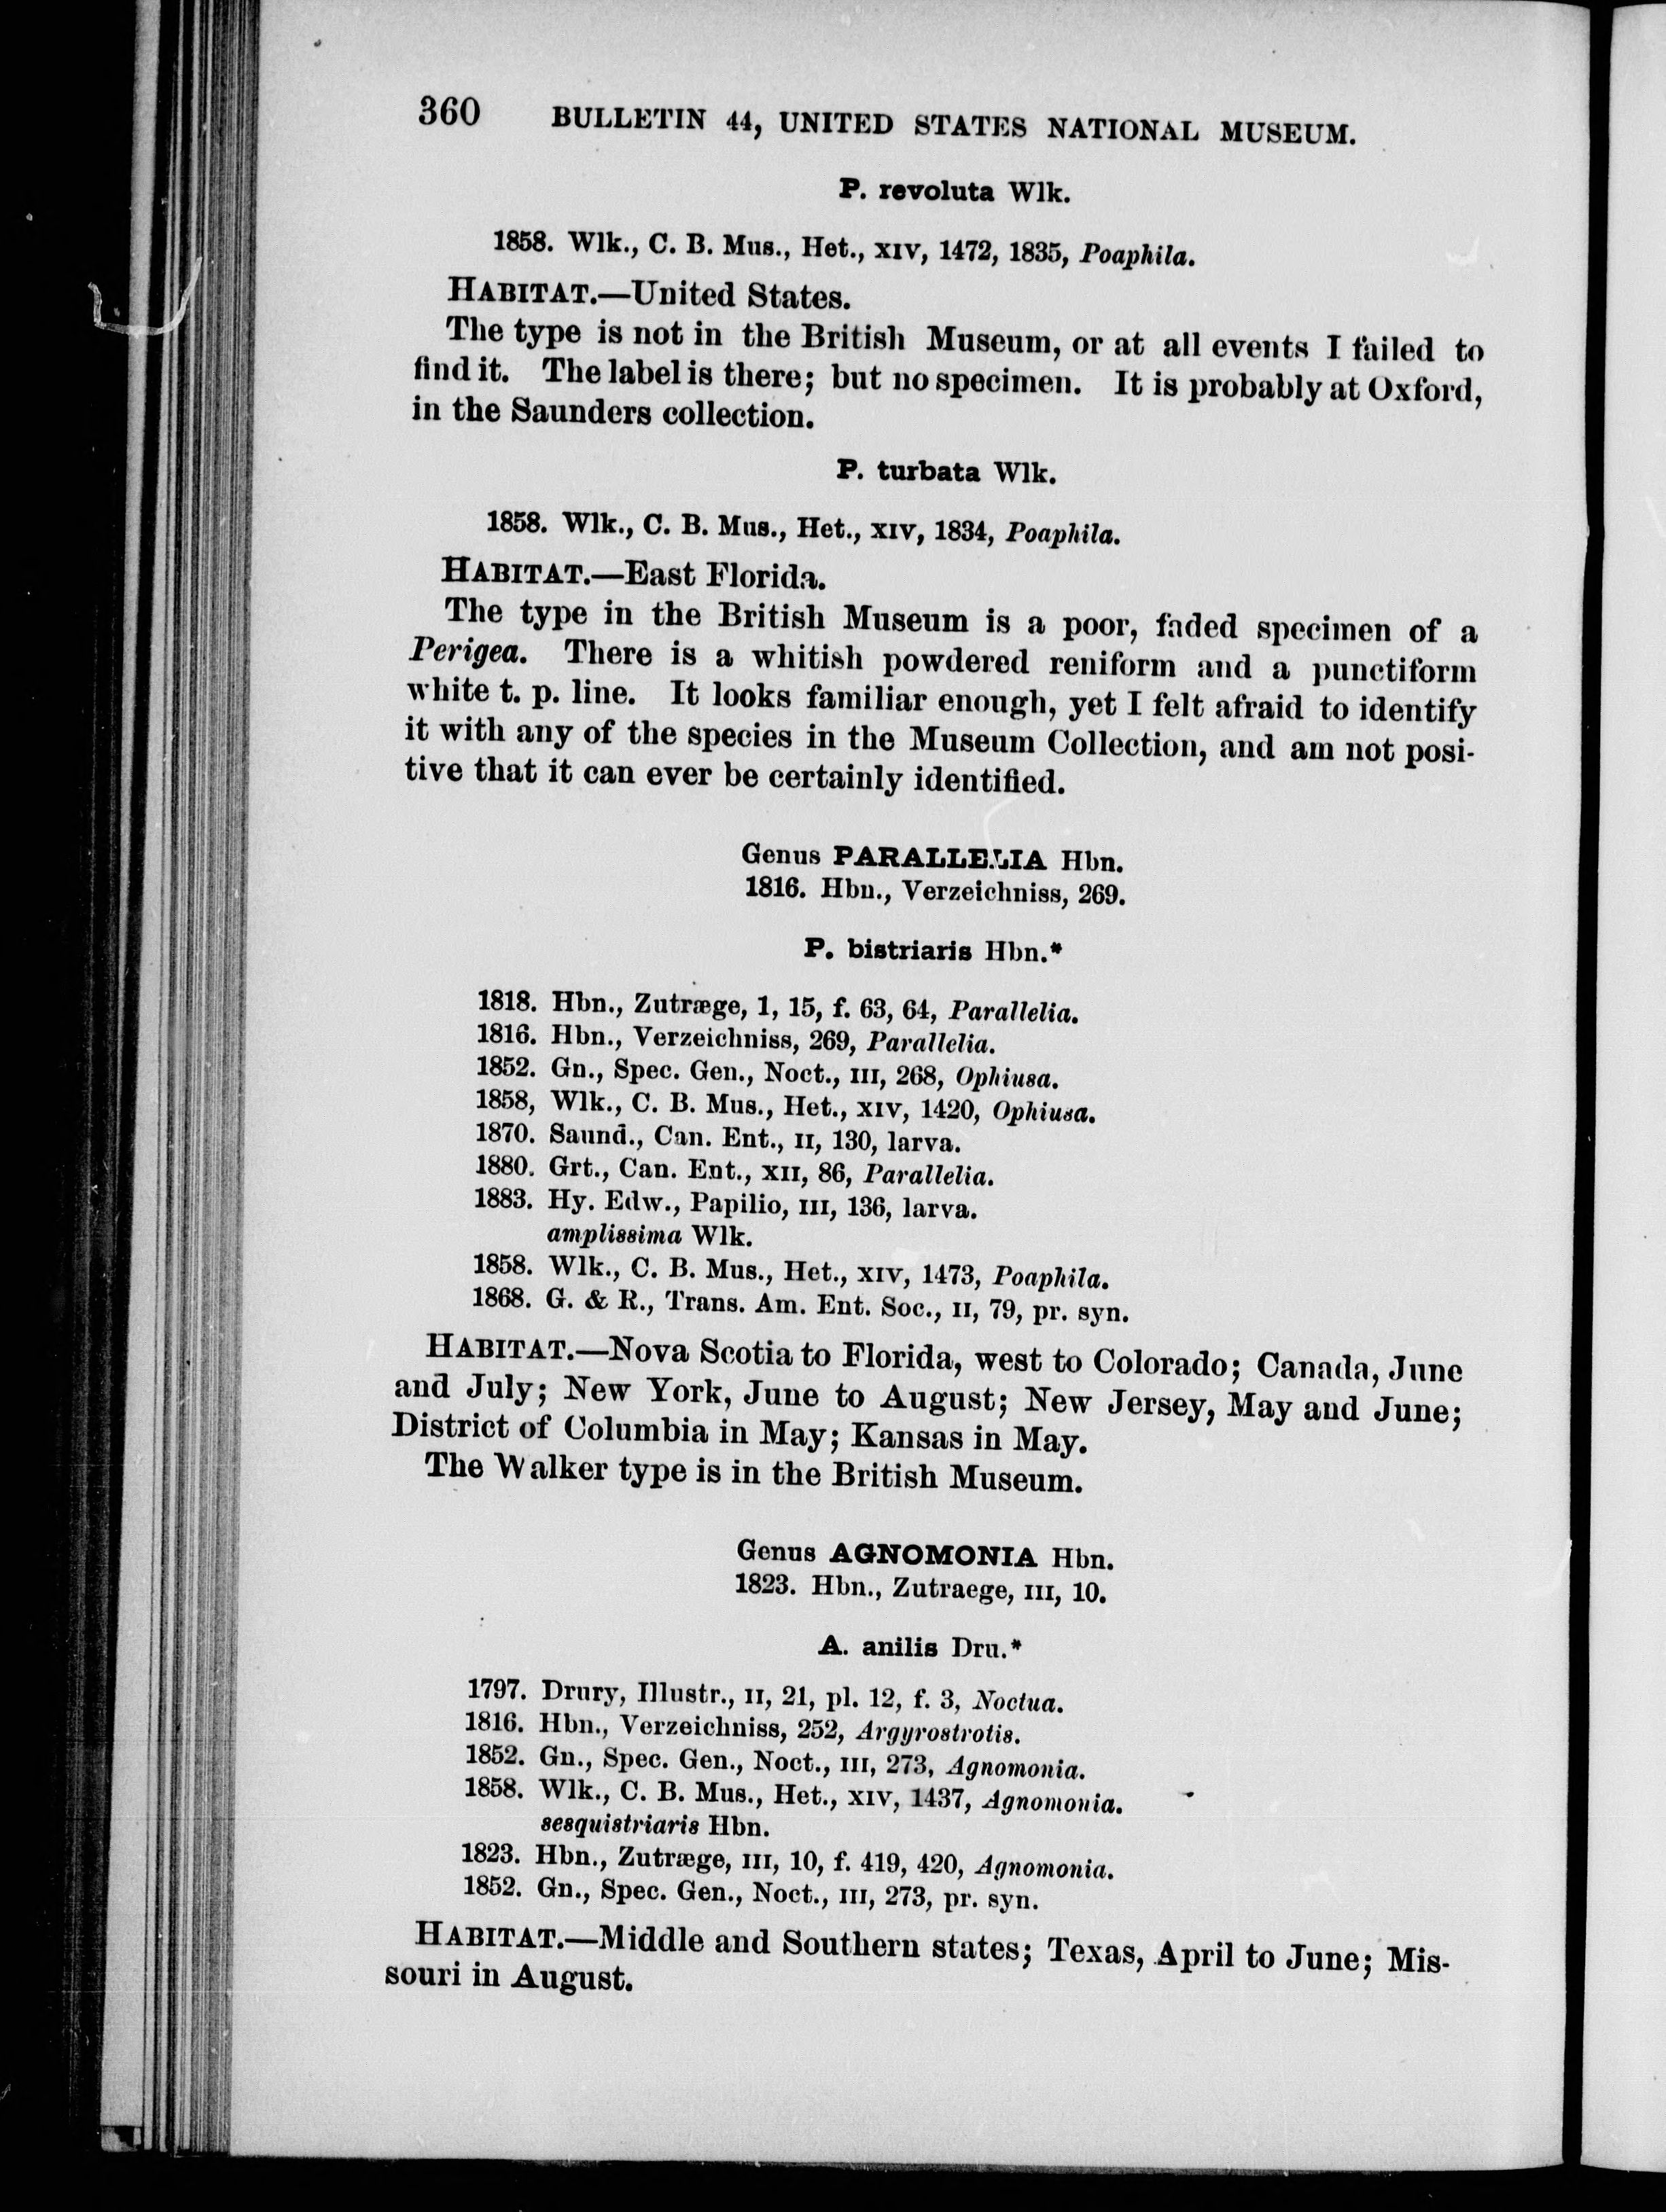 360 BULLETIN 44, UNITED STATES NATIONAL MUSEUM.
P. revoluta Wlk.
1858. Wlk., C. B. Mus., Het., XIV, 1472, 1835, Poaphila.
HABITAT.—United States.
The type is not in the British Museum, or at all events I failed to
find it. The label is there; but no specimen. It is probably at Oxford,
in the Saunders collection.
P. turbata Wlk.
1858. Wlk., C. B. Mus., Het., XIV, 1834, Poaphila.
HABITAT.—East Florida.
The type in the British Museum is a poor, faded specimen of a
Perigea. There is a whitish powdered reniform and a punctiform
white t. p. line. It looks familiar enough, yet I felt afraid to identify
it with any of the species in the Museum Collection, and am not posi-
tive that it can ever be certainly identified.
Genus PARALLELIA Hbn.
1816. Hbn., Verzeichniss, 269.
P. bistriaris Hbn.*
1818. Hbn., Zutræge, 1, 15, f. 63, 64, Parallelia.
1816. Hbn., Verzeichniss, 269, Parallelia.
1852. Gn., Spec. Gen., Noct., III, 268, Ophiusa.
1858, Wlk., C. B. Mus., Het., XIV, 1420, Ophiusa.
1870. Saund., Can. Ent., II, 130, larva.
1880. Grt., Can. Ent., XII, 86, Parallelia.
1883. Hy. Edw., Papilio, III, 136, larva.
amplissima Wlk.
1858. Wlk., C. B. Mus., Het., XIV, 1473, Poaphila.
1868. G. & R., Trans. Am. Ent. Soc., II, 79, pr. syn.
HABITAT.—Nova Scotia to Florida, west to Colorado; Canada, June
and July; New York, June to August; New Jersey, May and June;
District of Columbia in May; Kansas in May.
The Walker type is in the British Museum.
Genus AGNOMONIA Hbn.
1823. Hbn., Zutraege, III, 10.
A. anilis Dru.*
1797. Drury, Illustr., II, 21, pl. 12, f. 3, Noctua.
1816. Hbn., Verzeichniss, 252, Argyrostrotis.
1852. Gn., Spec. Gen., Noct., III, 273, Agnomonia.
1858. Wlk., C. B. Mus., Het., XIV, 1437, Agnomonia.
sesquistriaris Hbn.
1823. Hbn., Zutræge, III, 10, f. 419, 420, Agnomonia.
1852. Gn., Spec. Gen., Noct., III, 273, pr. syn.
HABITAT.—Middle and Southern states; Texas, April to June; Mis-
souri in August.